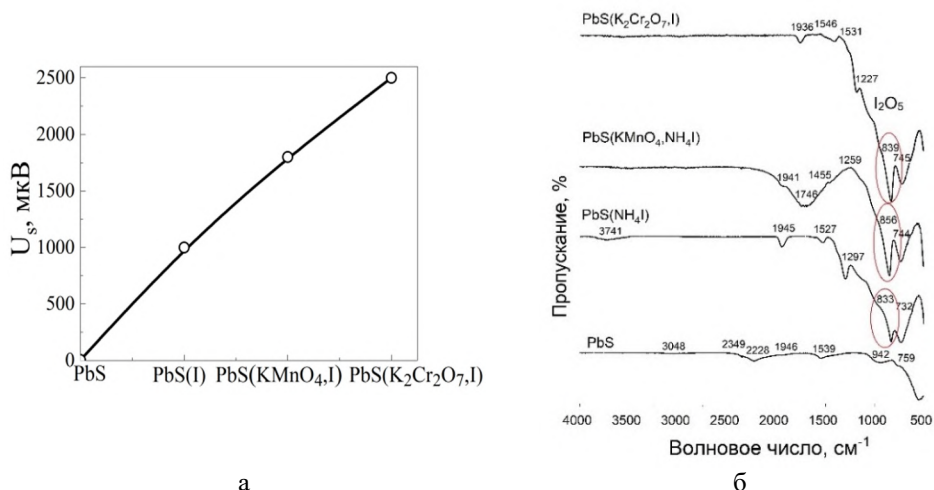 U_s, мкВ
2500
2000
1500
1000
500
0
PbS PbS(I) PbS(KMnO₄,I) PbS(K₂Cr₂O₇,I)
а
PbS(K₂Cr₂O₇,I)
1936 1546 1531
1227
I₂O₅
839 745
PbS(KMnO₄,NH₄I)
1941 1746 1455 1259
856 744
PbS(NH₄I)
3741 1945 1527 1297
833 732
PbS
3048 2349 2228 1946 1539 942 759
Пропускание, %
4000 3000 2500 2000 1500 1000 500
Волновое число, см⁻¹
б